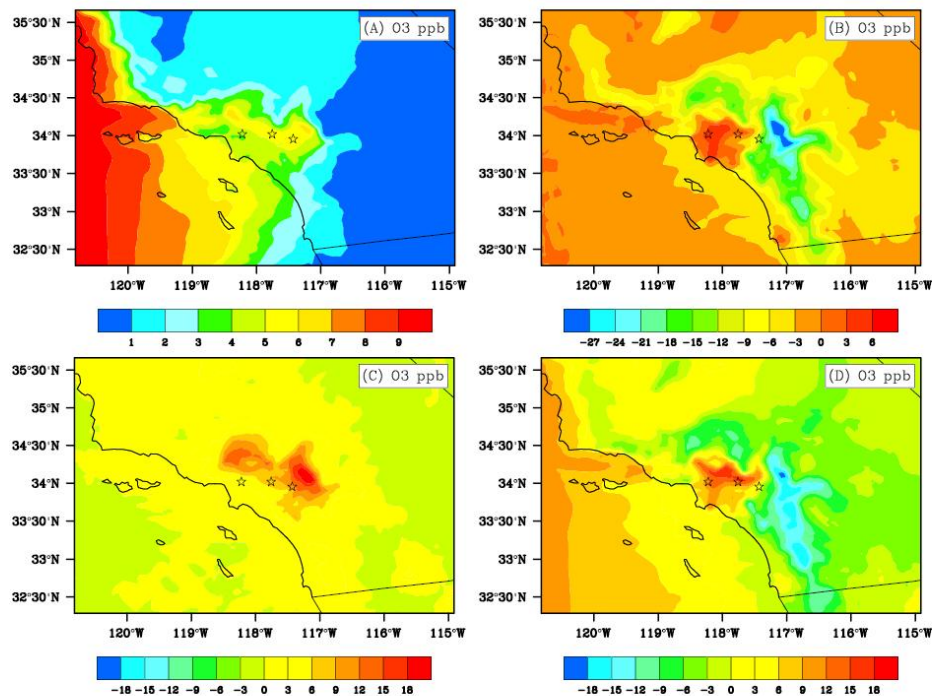 (A) O3 ppb
35°30'N
35°N
34°30'N
34°N
33°30'N
33°N
32°30'N
120°W 119°W 118°W 117°W 116°W 115°W
1 2 3 4 5 6 7 8 9
(B) O3 ppb
35°30'N
35°N
34°30'N
34°N
33°30'N
33°N
32°30'N
120°W 119°W 118°W 117°W 116°W 115°W
-27 -24 -21 -18 -15 -12 -9 -6 -3 0 3 6
(C) O3 ppb
35°30'N
35°N
34°30'N
34°N
33°30'N
33°N
32°30'N
120°W 119°W 118°W 117°W 116°W 115°W
-18 -15 -12 -9 -6 -3 0 3 6 9 12 15 18
(D) O3 ppb
35°30'N
35°N
34°30'N
34°N
33°30'N
33°N
32°30'N
120°W 119°W 118°W 117°W 116°W 115°W
-18 -15 -12 -9 -6 -3 0 3 6 9 12 15 18